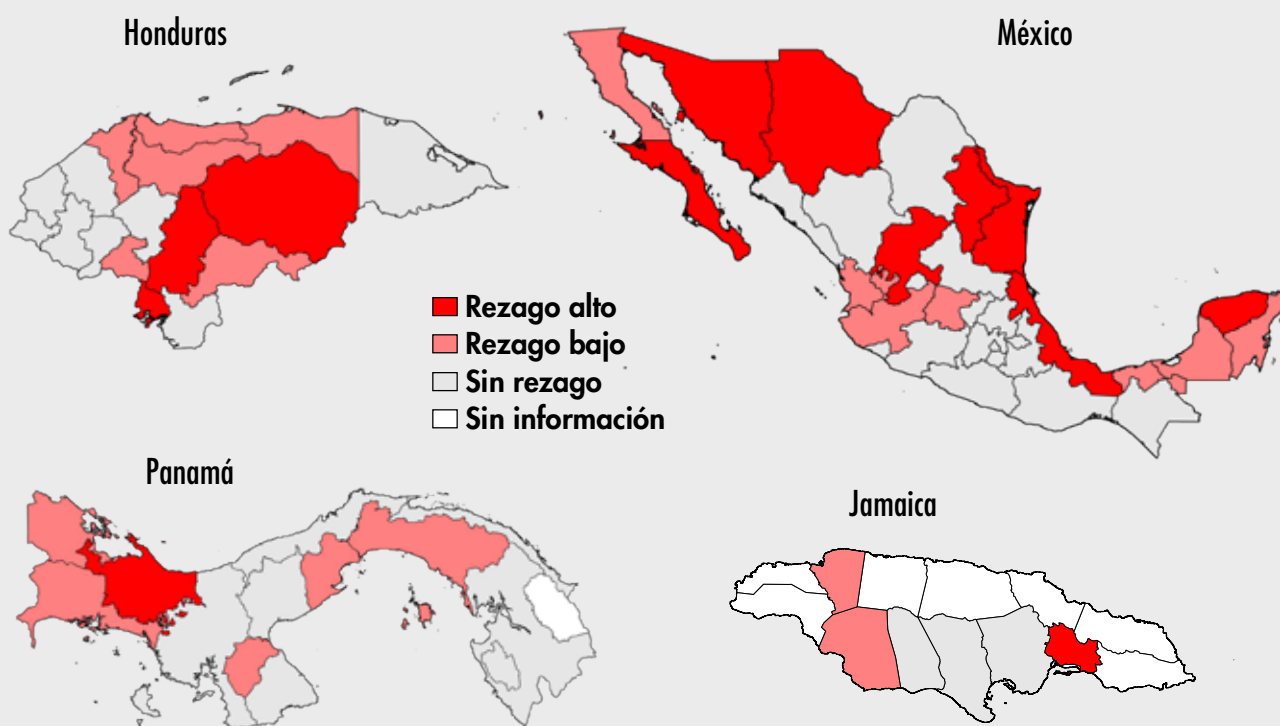 Honduras
México
Rezago alto
Rezago bajo
Sin rezago
Sin información
Panamá
Jamaica